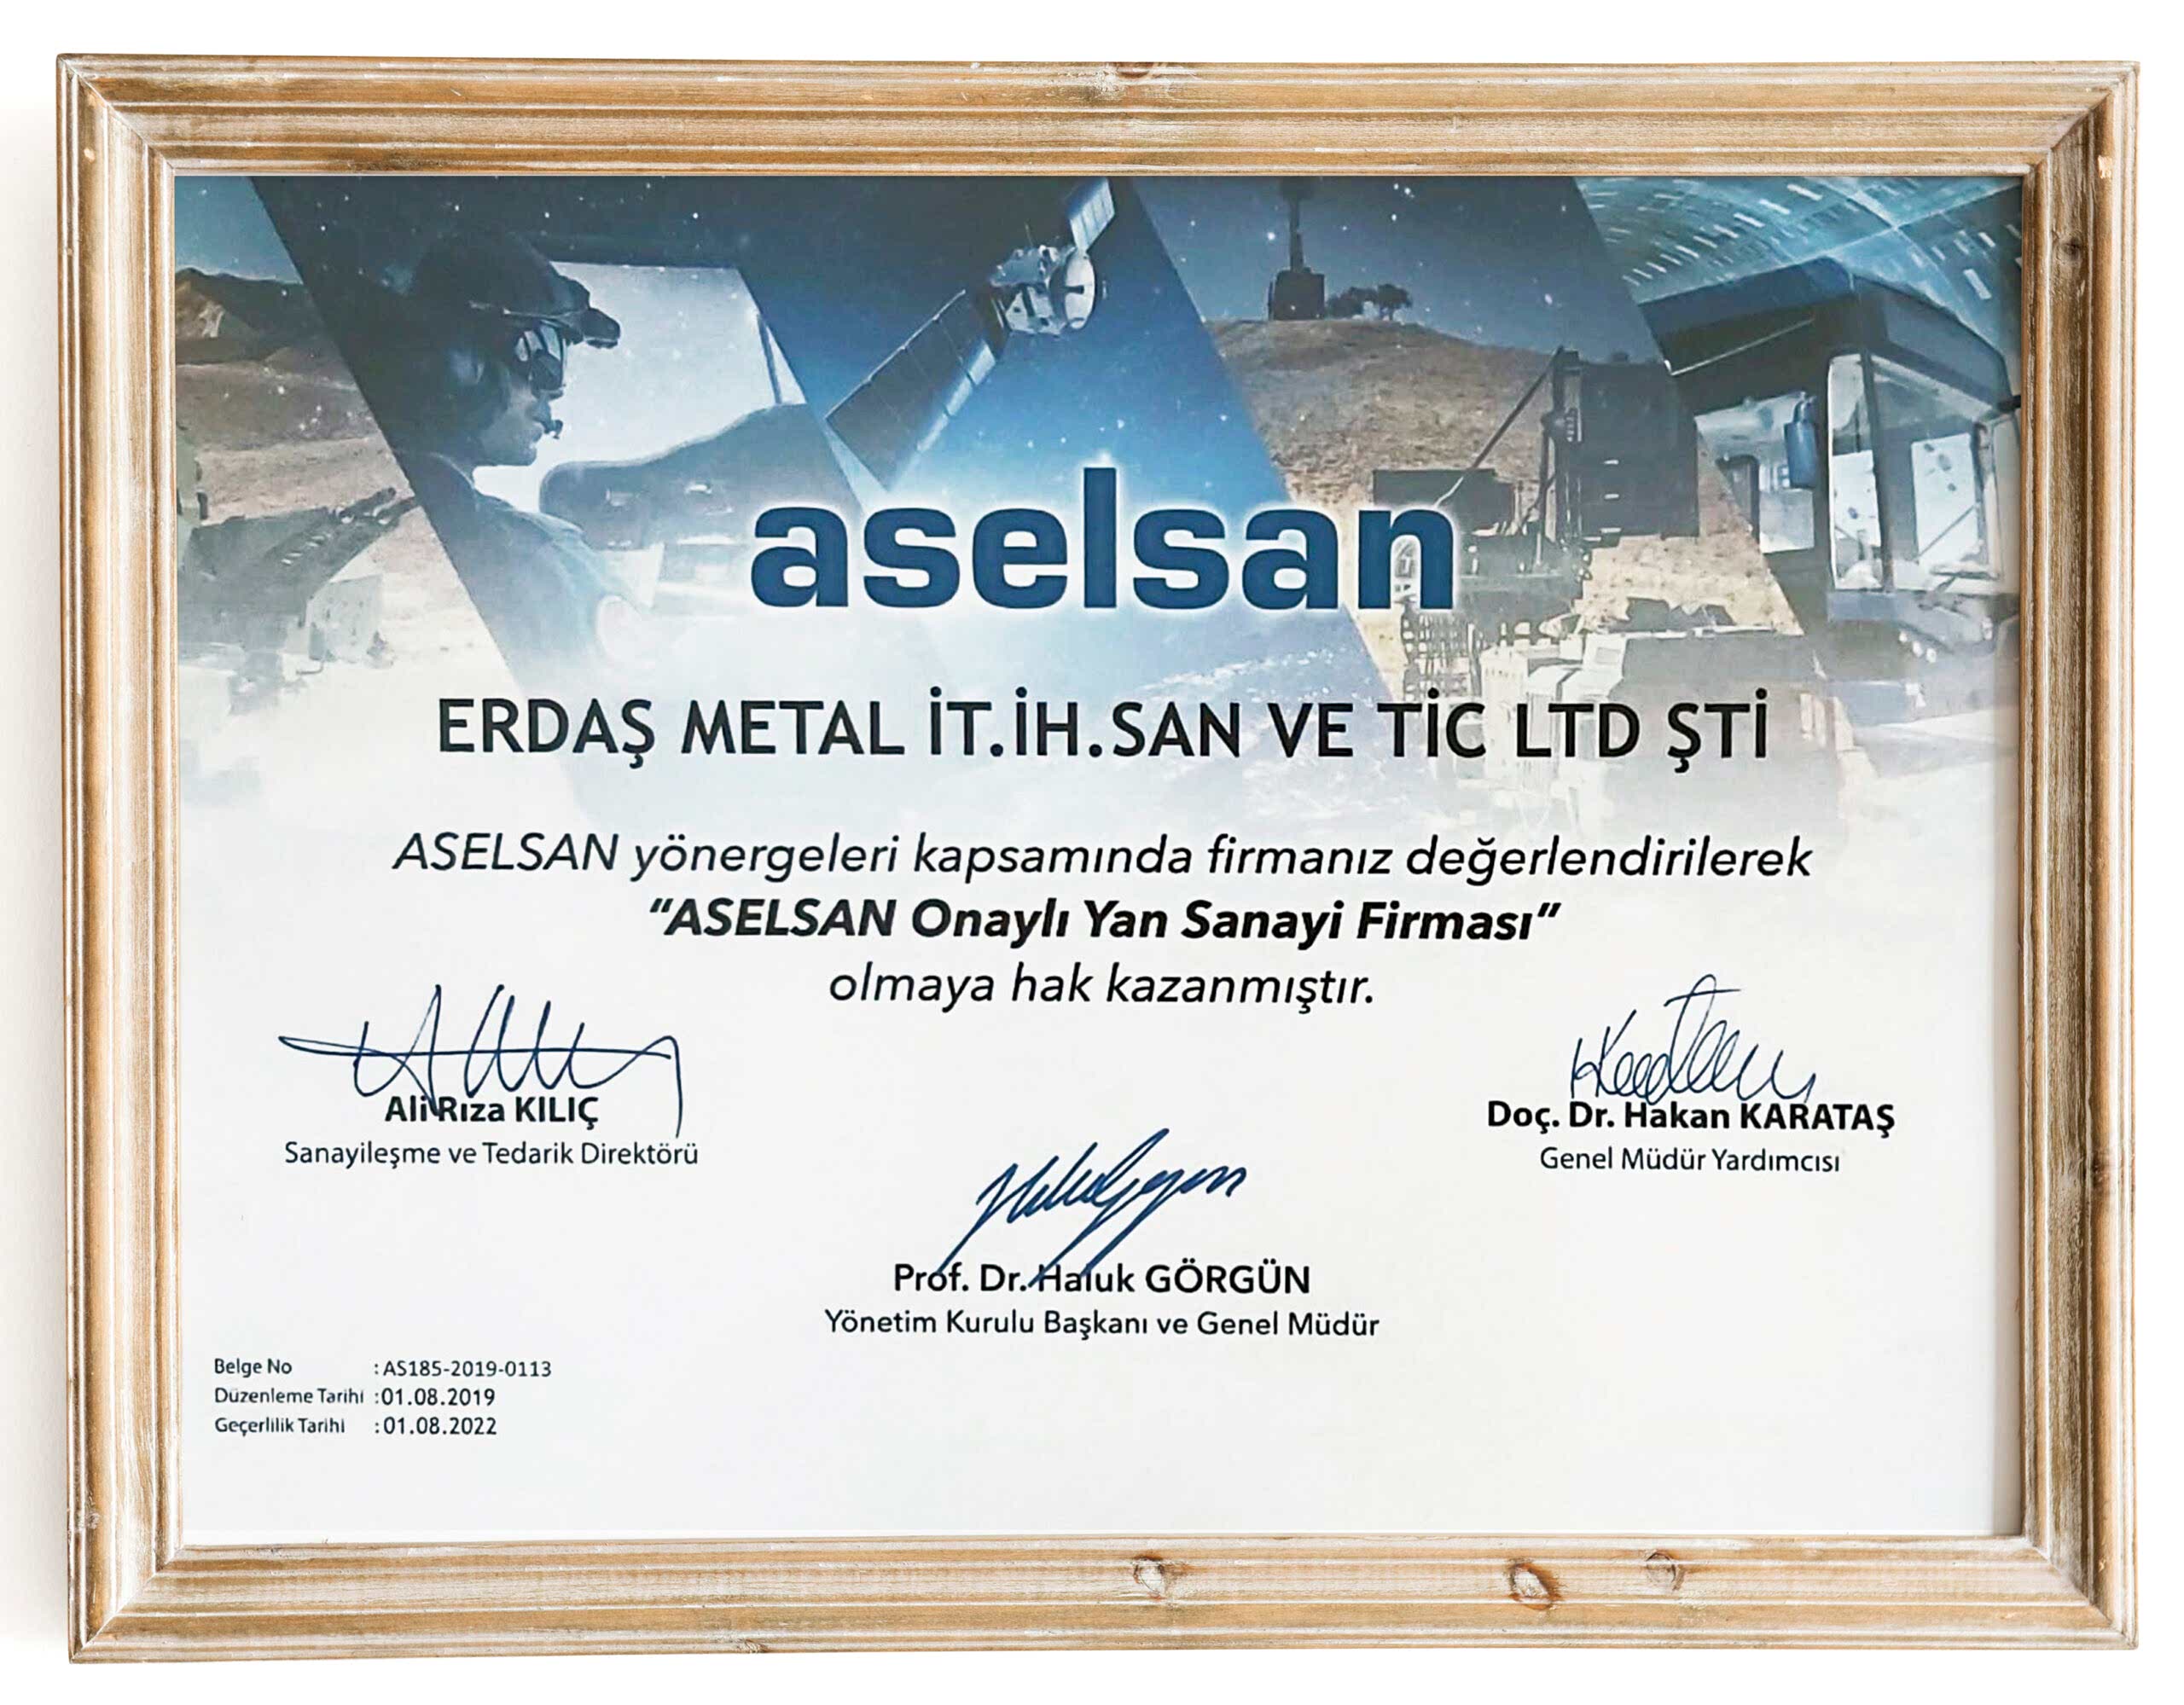 aselsan
ERDAŞ METAL İT.İH.SAN VE TİC LTD ŞTİ
ASELSAN yönergeleri kapsamında firmanız değerlendirilerek
“ASELSAN Onaylı Yan Sanayi Firması”
olmaya hak kazanmıştır.
Ali Rıza KILIÇ
Sanayileşme ve Tedarik Direktörü
Doç. Dr. Hakan KARATAŞ
Genel Müdür Yardımcısı
Prof. Dr. Haluk GÖRGÜN
Yönetim Kurulu Başkanı ve Genel Müdür
Belge No : AS185-2019-0113
Düzenleme Tarihi : 01.08.2019
Geçerlilik Tarihi : 01.08.2022